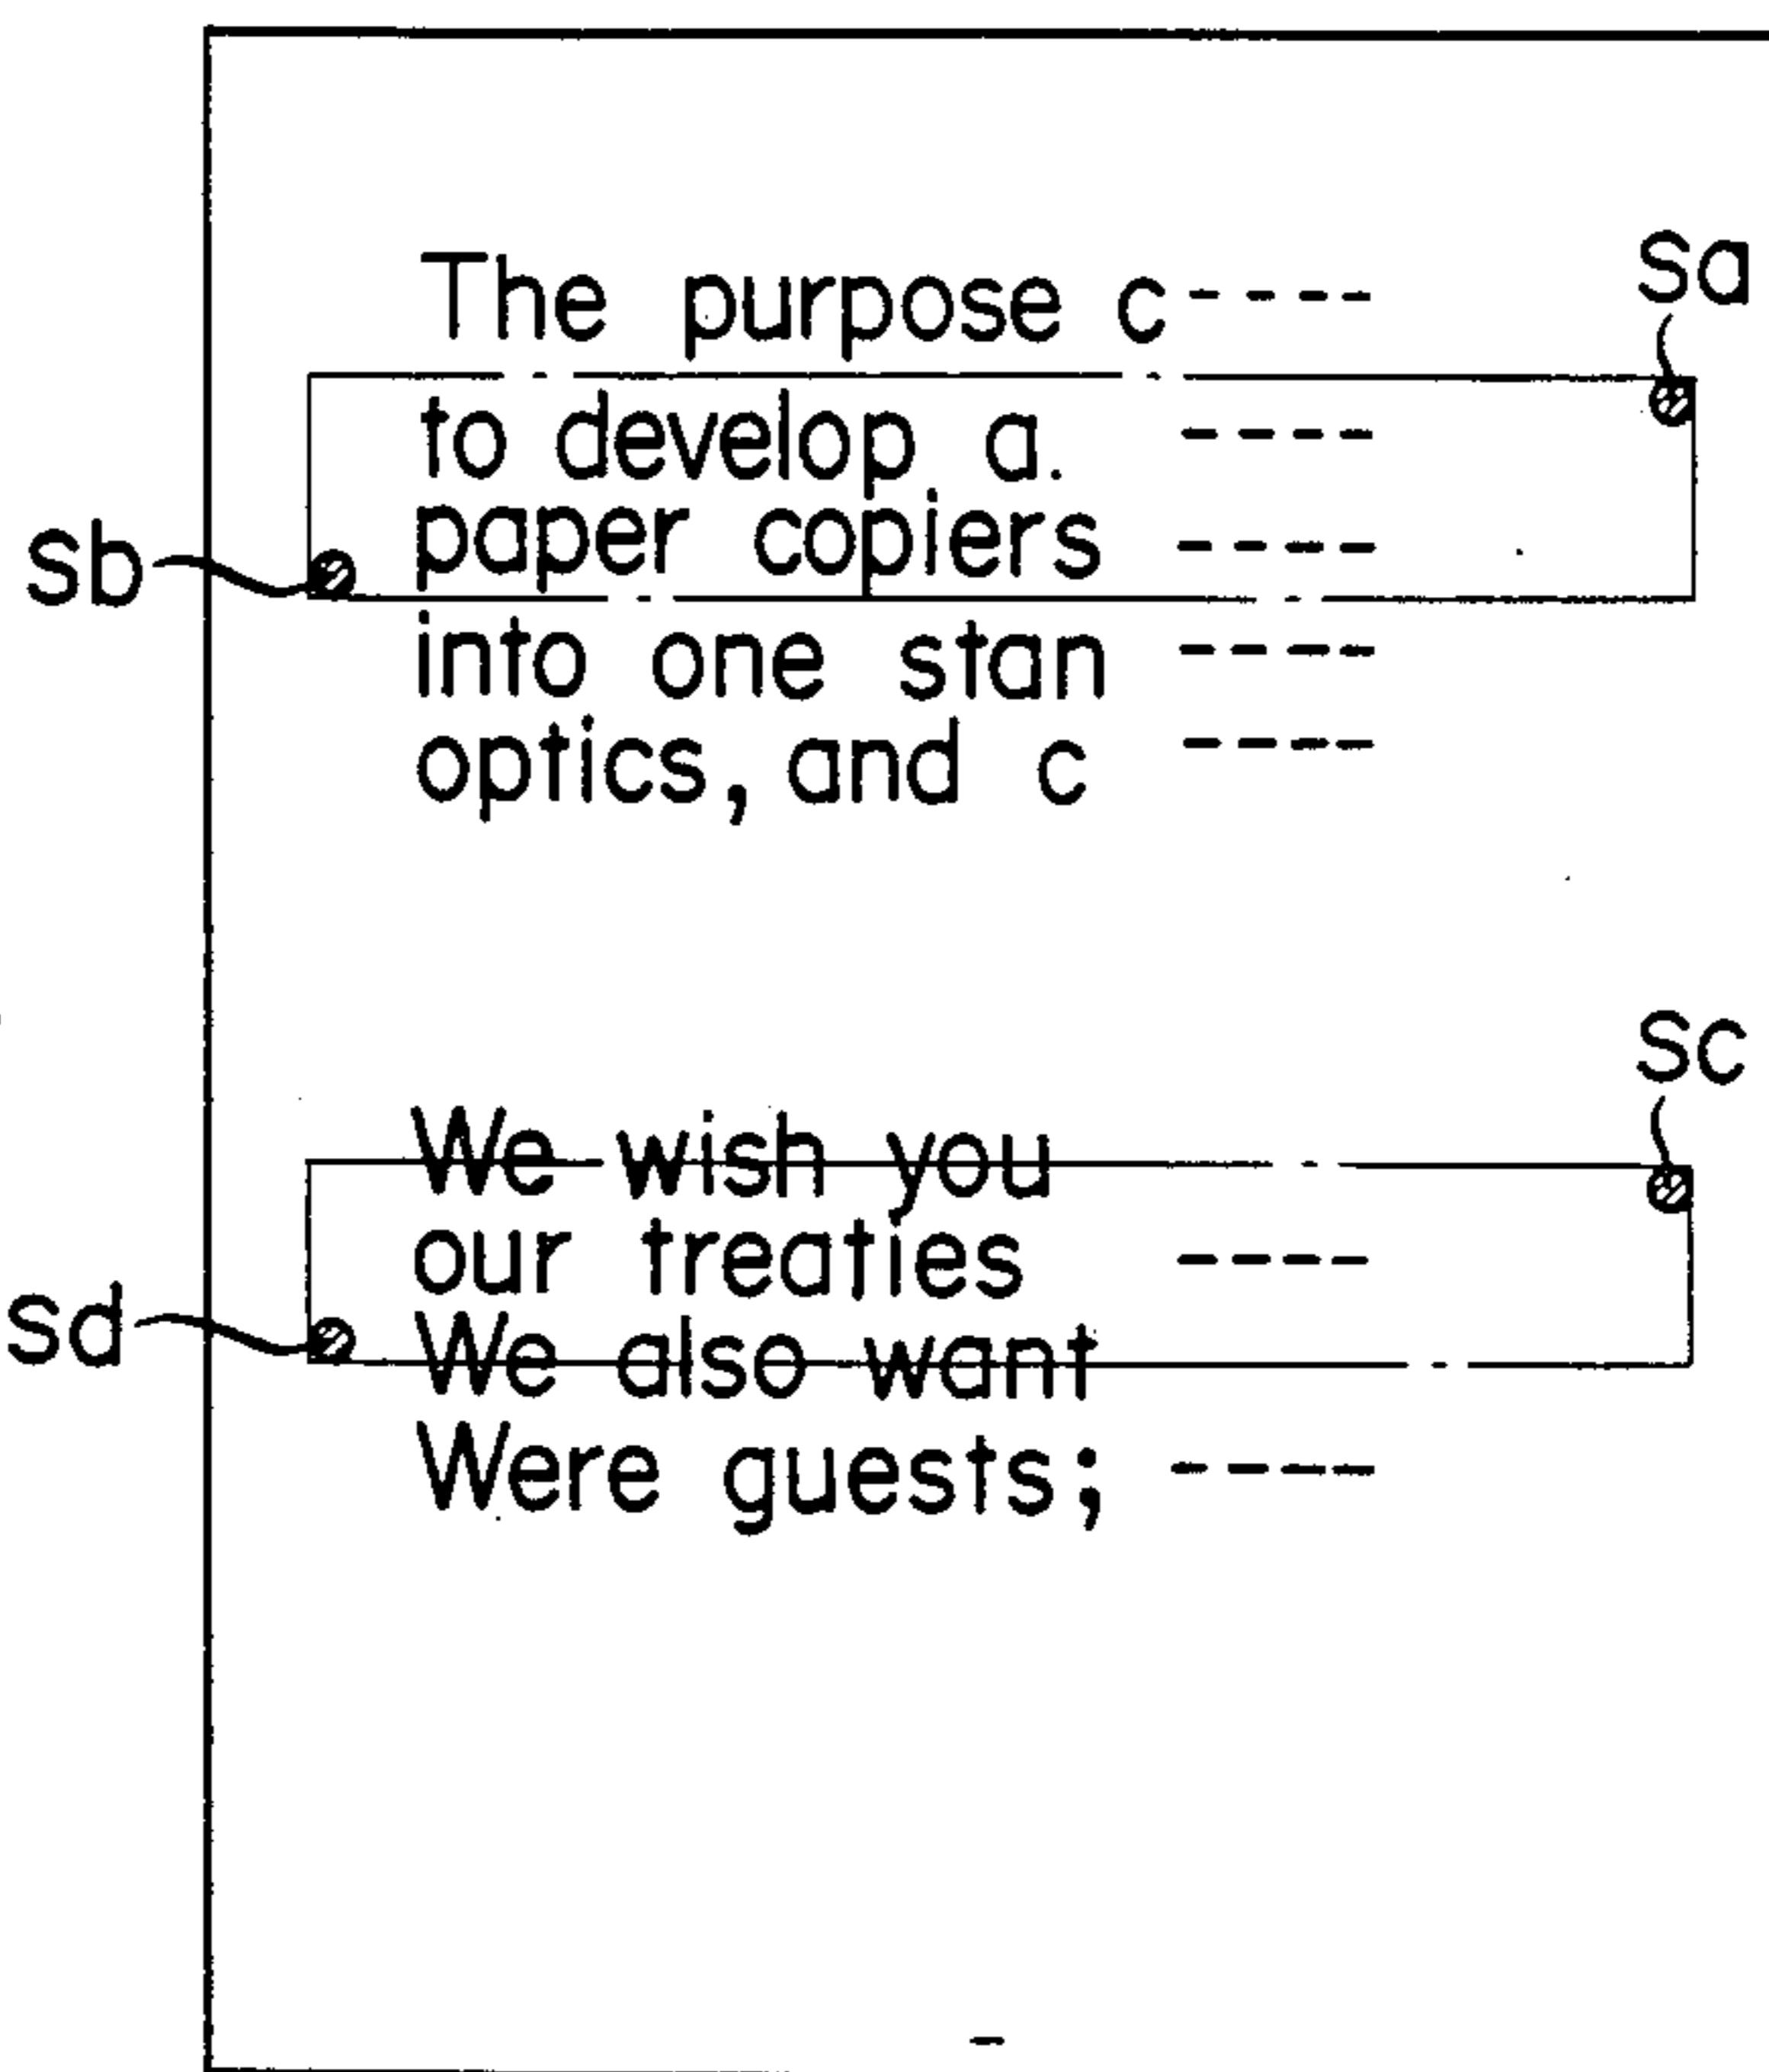 The purpose c----
sa
to develop a. ----
paper copiers ----
sb
into one stan ----
optics, and c ----
sc
We wish you
our treaties ----
sd
We also want
Were guests; ----